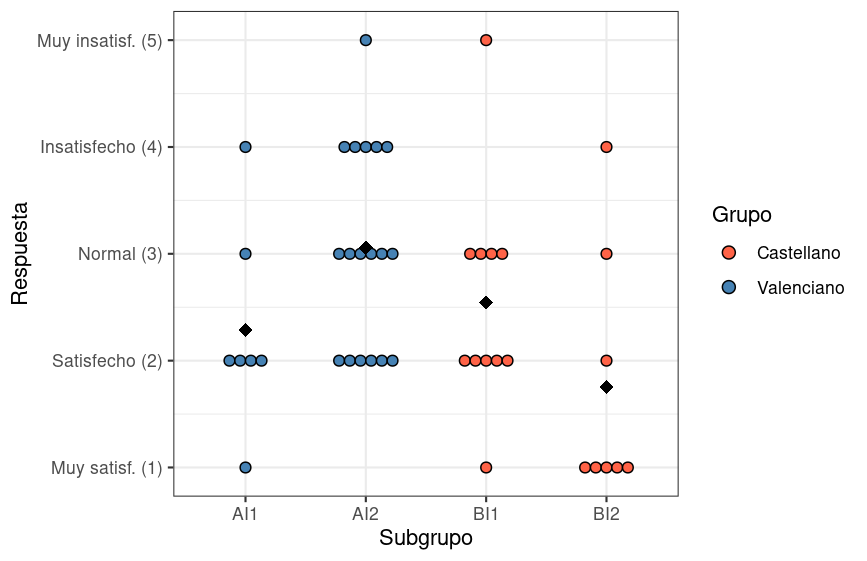 Respuesta
Muy insatisf. (5)
Insatisfecho (4)
Normal (3)
Satisfecho (2)
Muy satisf. (1)
AI1
AI2
BI1
BI2
Subgrupo
Grupo
Castellano
Valenciano